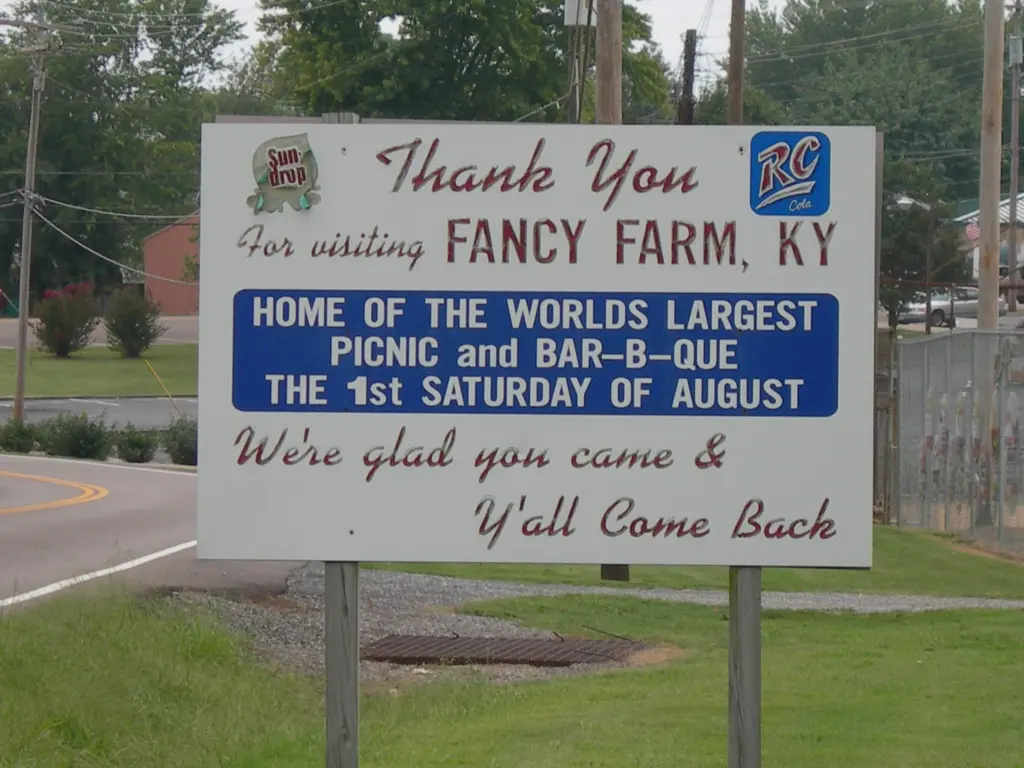 Sun-drop
Thank You
RC
Cola
For visiting FANCY FARM, KY
HOME OF THE WORLDS LARGEST
PICNIC and BAR-B-QUE
THE 1st SATURDAY OF AUGUST
We're glad you came &
Y'all Come Back